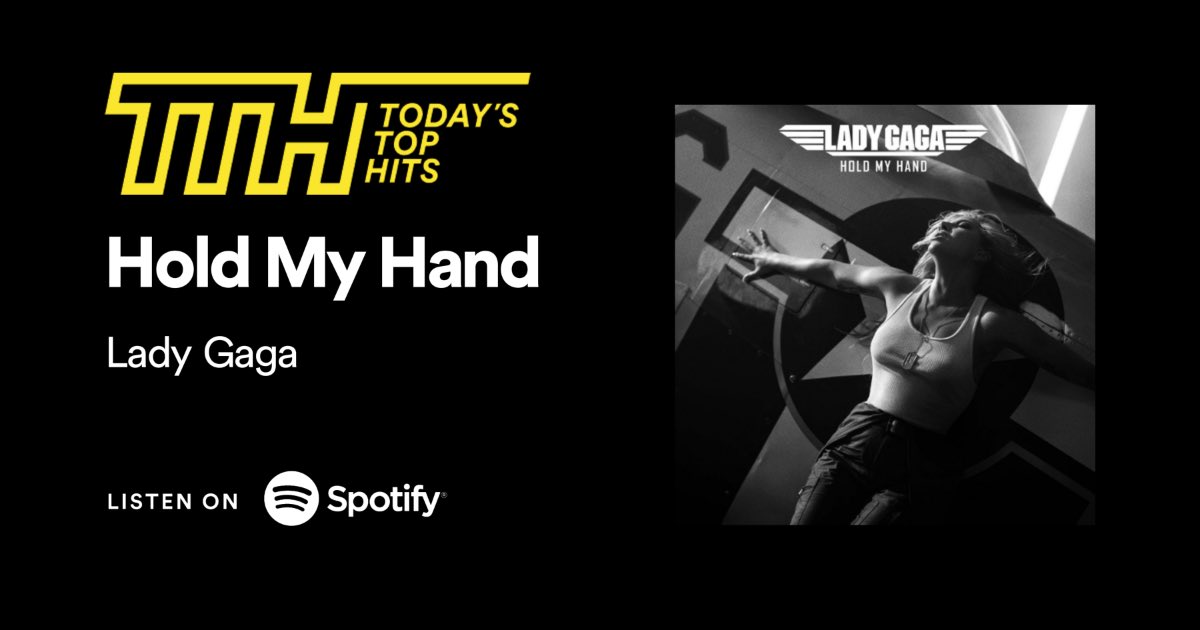 TTH
TODAY'S
TOP
HITS
Hold My Hand
Lady Gaga
LISTEN ON Spotify®
LADY GAGA
HOLD MY HAND